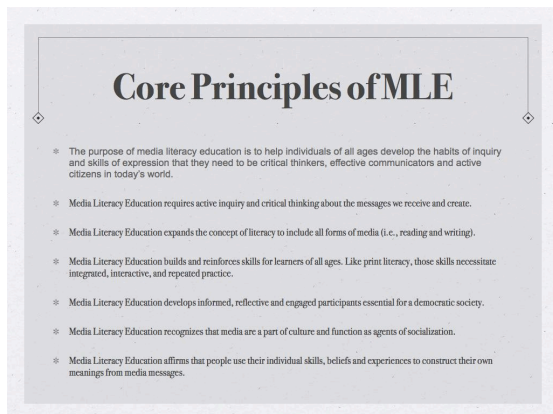 Core Principles of MLE
The purpose of media literacy education is to help individuals of all ages develop the habits of inquiry
and skills of expression that they need to be critical thinkers, effective communicators and active
citizens in today's world.
Media Literacy Education requires active inquiry and critical thinking about the messages we receive and create.
Media Literacy Education expands the concept of literacy to include all forms of media (i.e., reading and writing).
Media Literacy Education builds and reinforces skills for learners of all ages. Like print literacy, those skills necessitate
integrated, interactive, and repeated practice.
Media Literacy Education develops informed, reflective and engaged participants essential for a democratic society.
Media Literacy Education recognizes that media are a part of culture and function as agents of socialization.
Media Literacy Education affirms that people use their individual skills, beliefs and experiences to construct their own
meanings from media messages.